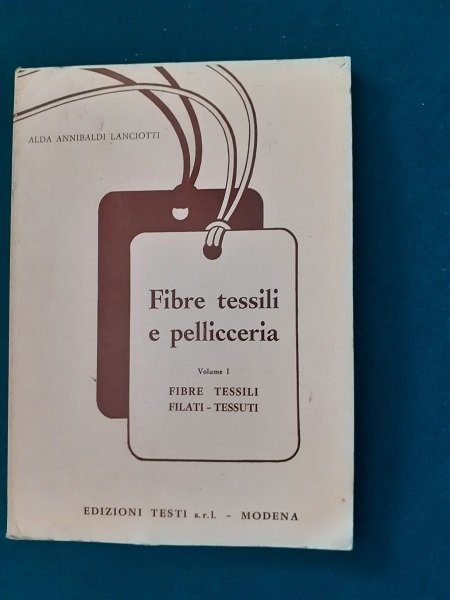 ALDA ANNIBALDI LANCIOTTI
Fibre tessili
e pellicceria
Volume I
FIBRE TESSILI
FILATI - TESSUTI
EDIZIONI TESTI s.r.l. - MODENA